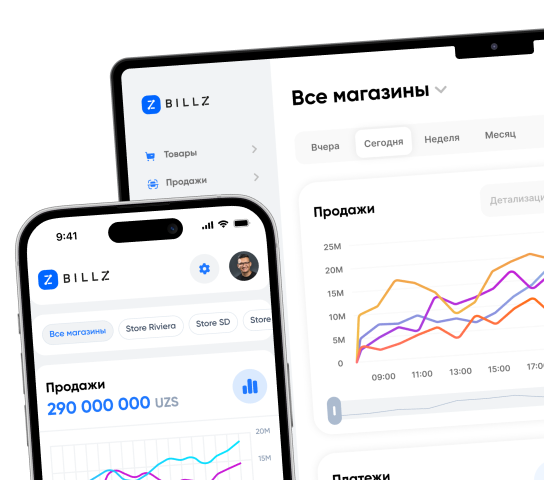 BILLZ
Товары
Продажи
Все магазины
Вчера
Сегодня
Неделя
Месяц
Продажи
Детализаци
25M
20M
15M
10M
5M
0
09:00
11:00
13:00
15:00
17:00
Платежи
9:41
BILLZ
Все магазины
Store Riviera
Store SD
Store
Продажи
290 000 000 UZS
20M
15M